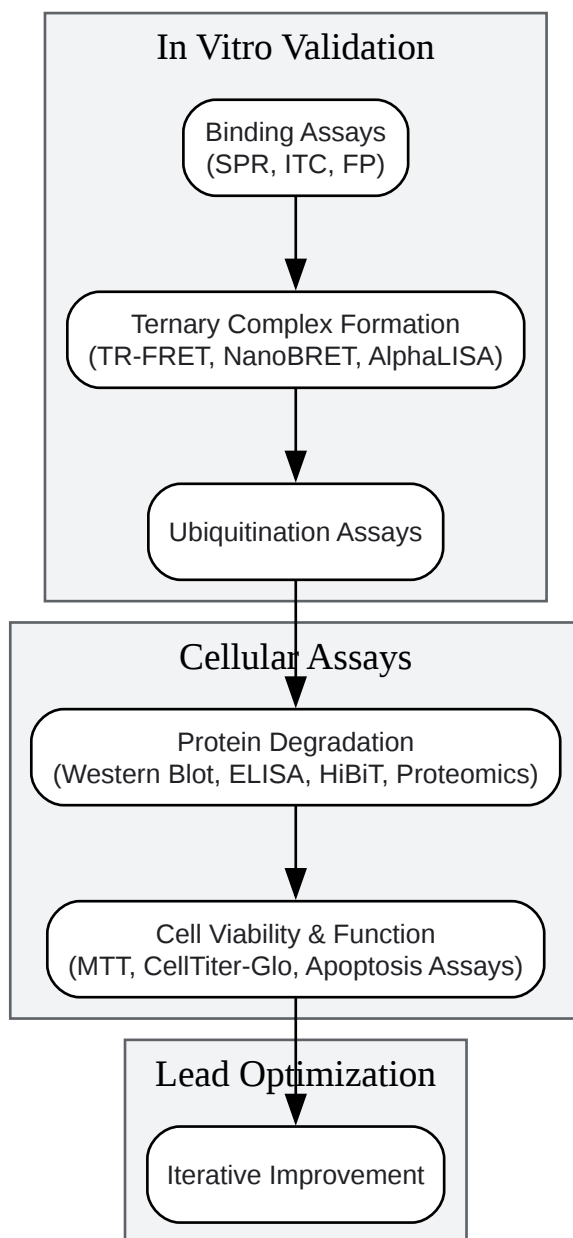 In Vitro Validation
Binding Assays
(SPR, ITC, FP)
Ternary Complex Formation
(TR-FRET, NanoBRET, AlphaLISA)
Ubiquitination Assays
Cellular Assays
Protein Degradation
(Western Blot, ELISA, HiBiT, Proteomics)
Cell Viability & Function
(MTT, CellTiter-Glo, Apoptosis Assays)
Lead Optimization
Iterative Improvement